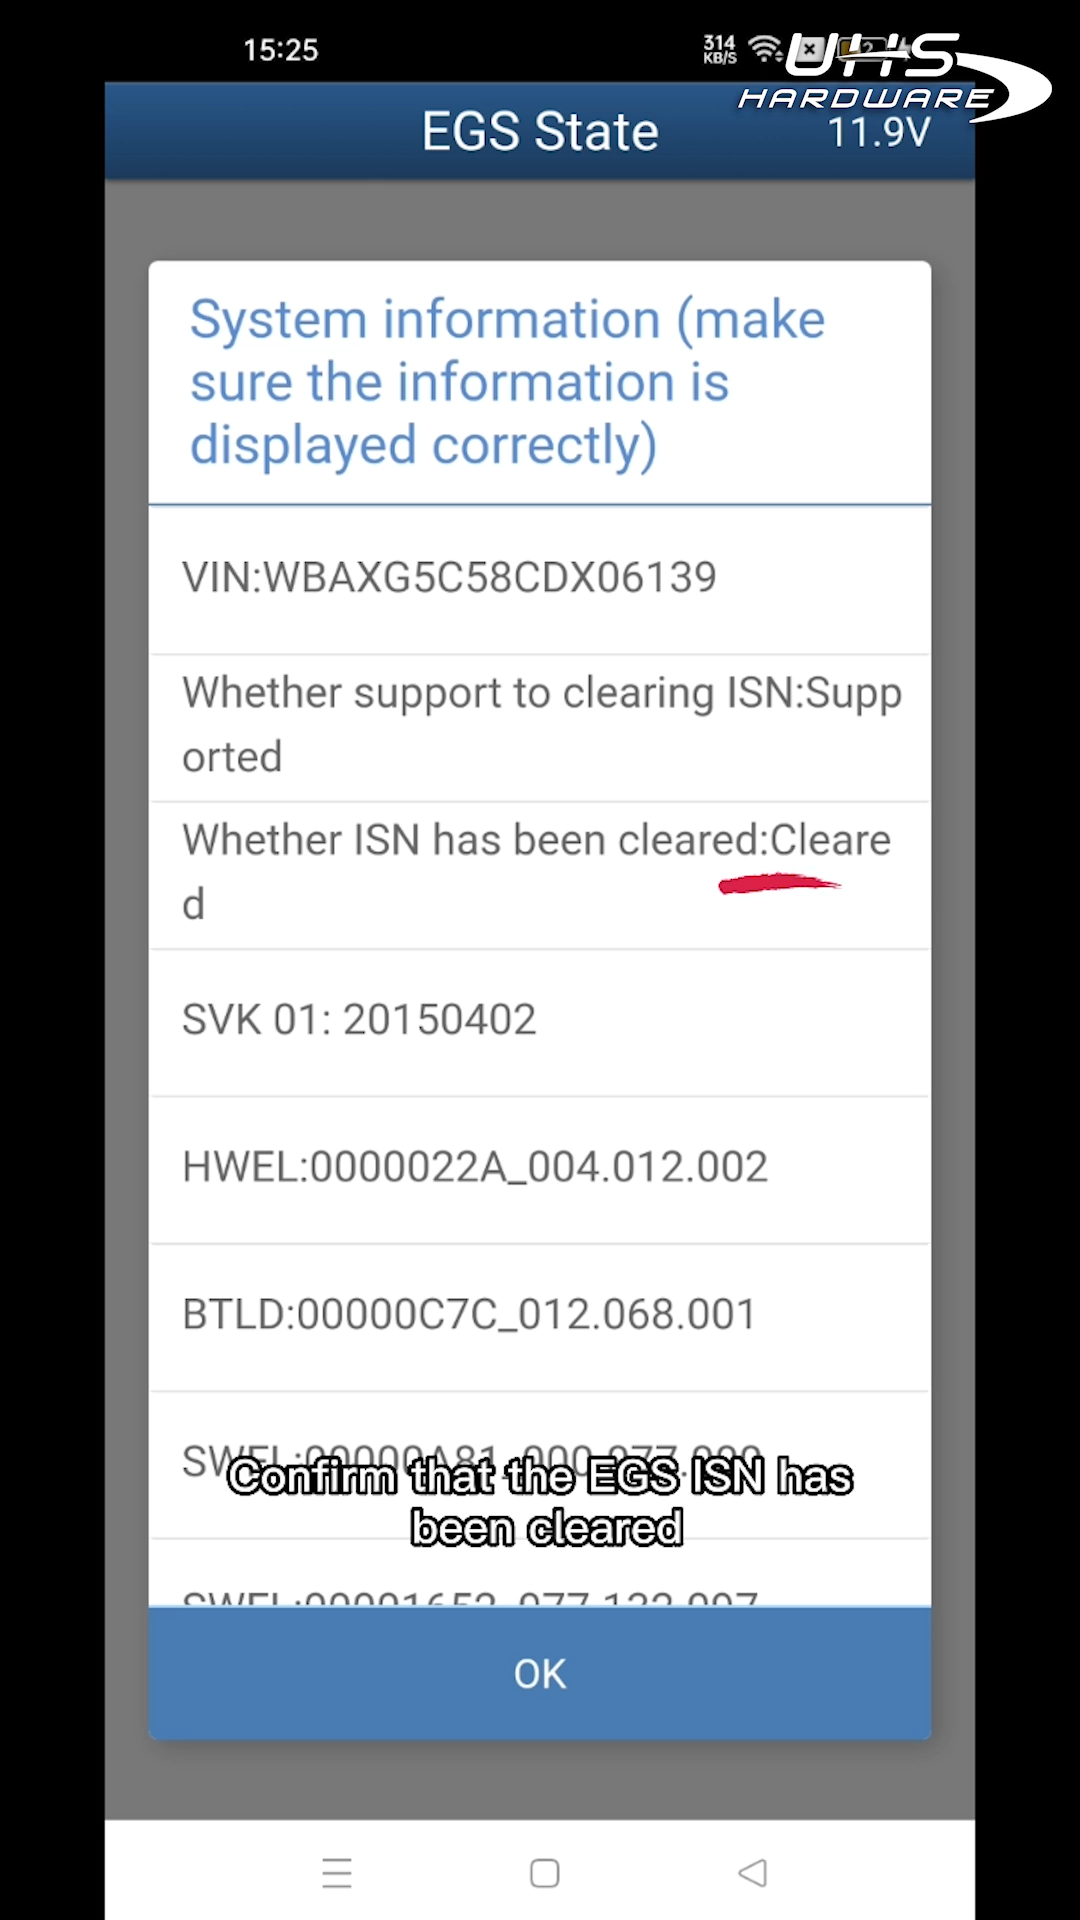 15:25
314
KB/S
UHS
HARDWARE
EGS State
11.9V
System information (make
sure the information is
displayed correctly)
VIN:WBAXG5C58CDX06139
Whether support to clearing ISN:Supp
orted
Whether ISN has been cleared:Cleare
d
SVK 01: 20150402
HWEL:0000022A_004.012.002
BTLD:00000C7C_012.068.001
Confirm that the EGS ISN has
been cleared
OK